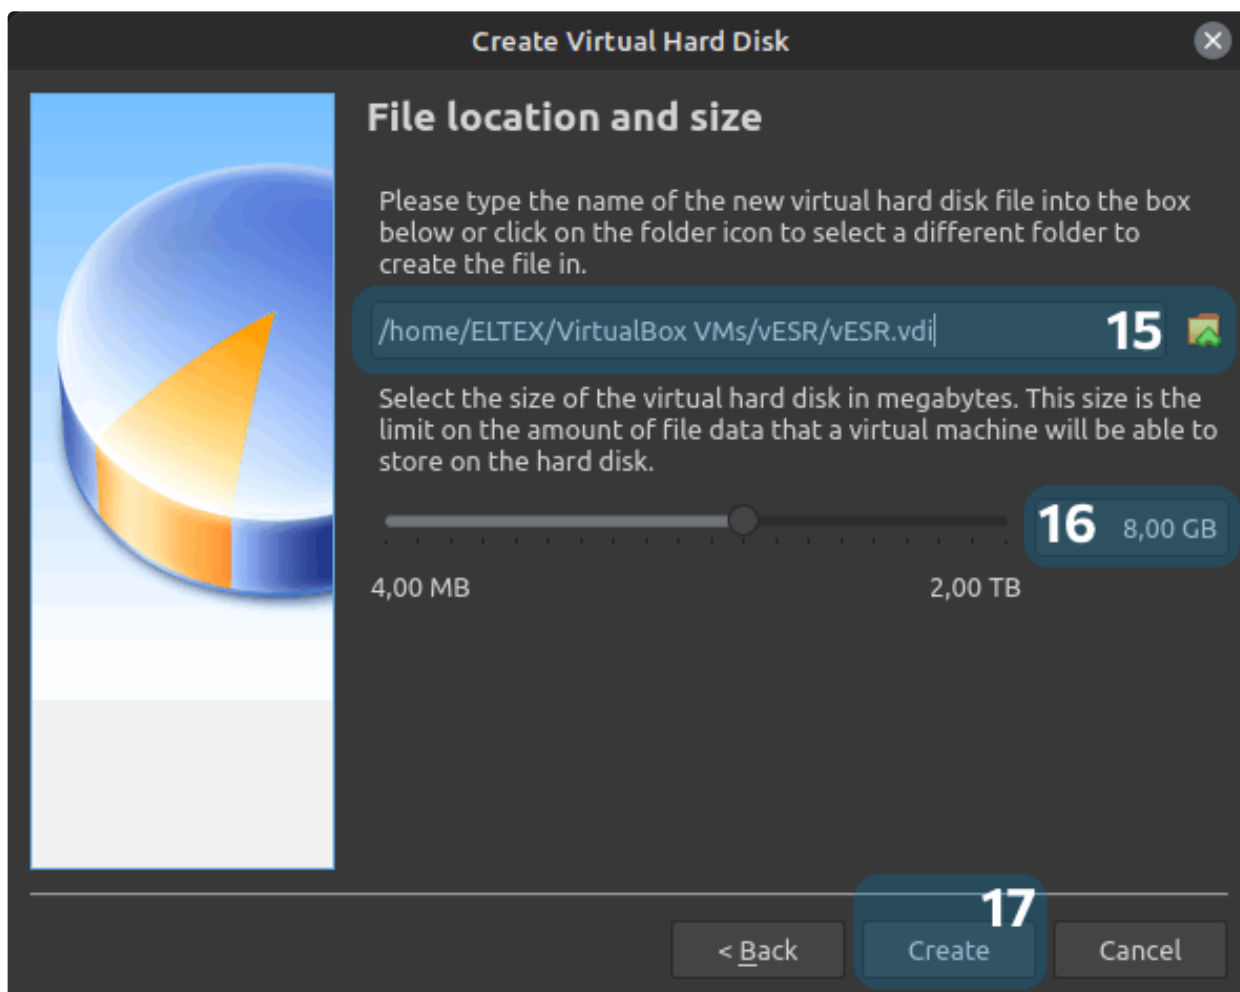 Create Virtual Hard Disk
File location and size
Please type the name of the new virtual hard disk file into the box
below or click on the folder icon to select a different folder to
create the file in.
/home/ELTEX/VirtualBox VMs/vESR/vESR.vdi 15
Select the size of the virtual hard disk in megabytes. This size is the
limit on the amount of file data that a virtual machine will be able to
store on the hard disk.
16 8,00 GB
4,00 MB 2,00 TB
17
< Back Create Cancel